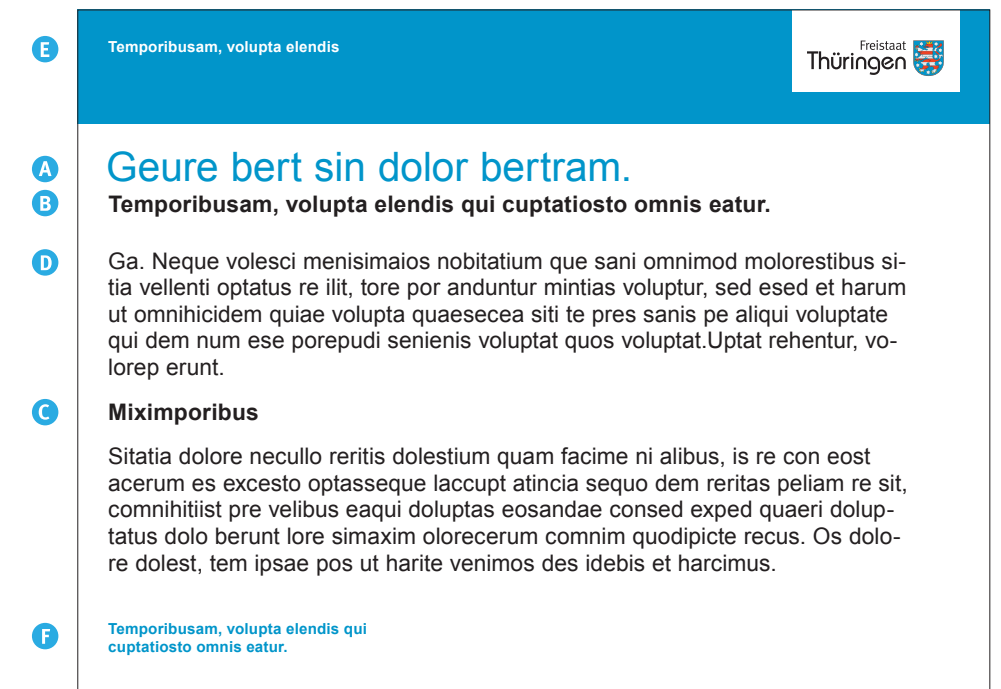 E
Temporibusam, volupta elendis
Freistaat
Thüringen
A
Geure bert sin dolor bertram.
B
Temporibusam, volupta elendis qui cuptatiosto omnis eatur.
D
Ga. Neque volesci menisimaios nobitatium que sani omnimod molorestibus si-
tia vellenti optatus re ilit, tore por anduntur mintias voluptur, sed esed et harum
ut omnihicidem quiae volupta quaesecea siti te pres sanis pe aliqui voluptate
qui dem num ese porepudi senienis voluptat quos voluptat.Uptat rehentur, vo-
lorep erunt.
C
Miximporibus
Sitatia dolore necullo reritis dolestium quam facime ni alibus, is re con eost
acerum es excesto optasseque laccupt atincia sequo dem reritas peliam re sit,
comnihitiist pre velibus eaqui doluptas eosandae consed exped quaeri dolup-
tatus dolo berunt lore simaxim olorecerum comnim quodipicte recus. Os dolo-
re dolest, tem ipsae pos ut harite venimos des idebis et harcimus.
F
Temporibusam, volupta elendis qui
cuptatiosto omnis eatur.